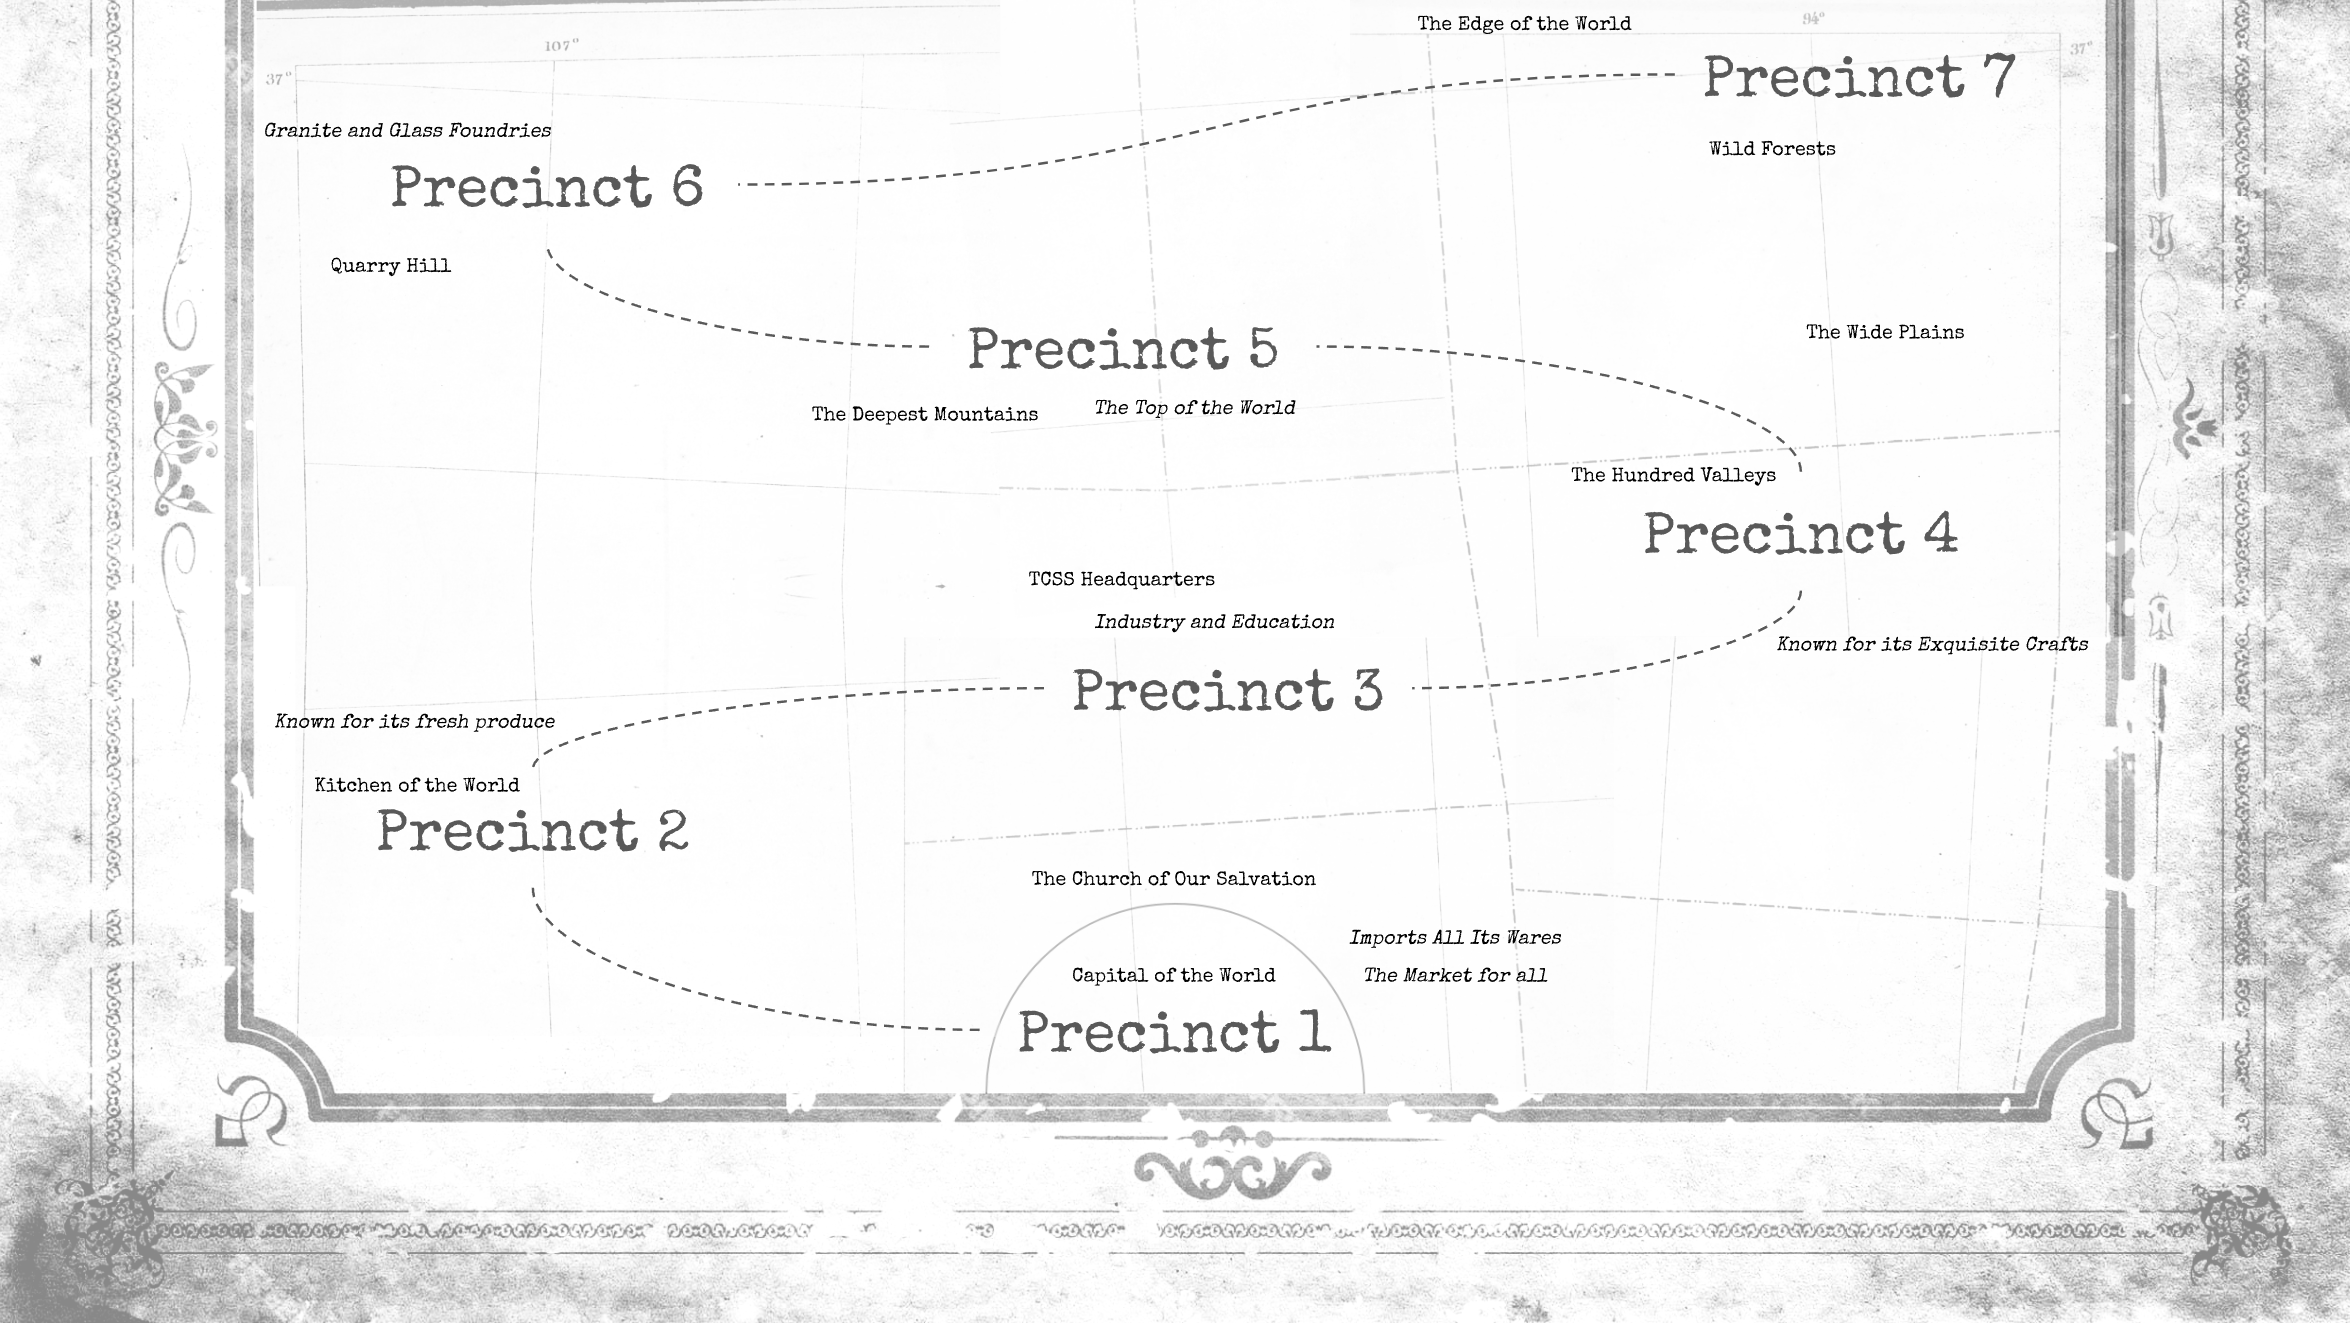 The Edge of the World
94°
107°
37°
37°
Precinct 7
Granite and Glass Foundries
Wild Forests
Precinct 6
Quarry Hill
The Wide Plains
Precinct 5
The Deepest Mountains
The Top of the World
The Hundred Valleys
Precinct 4
TCSS Headquarters
Industry and Education
Known for its Exquisite Crafts
Precinct 3
Known for its fresh produce
Kitchen of the World
Precinct 2
The Church of Our Salvation
Imports All Its Wares
Capital of the World
The Market for all
Precinct 1